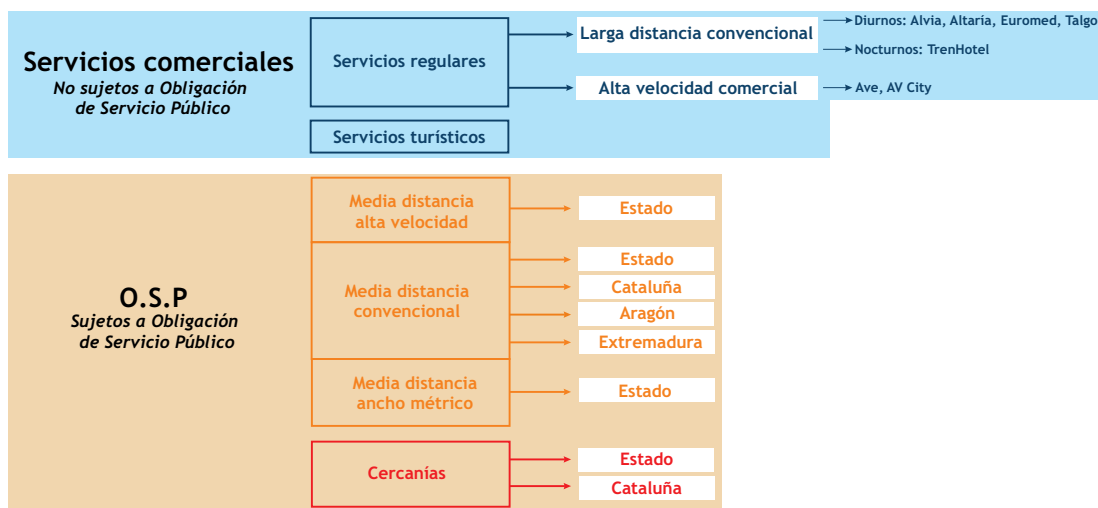 Servicios comerciales
No sujetos a Obligación
de Servicio Público
Servicios regulares
Larga distancia convencional
Diurnos: Alvia, Altaria, Euromed, Talgo
Nocturnos: TrenHotel
Alta velocidad comercial
Ave, AV City
Servicios turísticos
O.S.P
Sujetos a Obligación
de Servicio Público
Media distancia
alta velocidad
Estado
Media distancia
convencional
Estado
Cataluña
Aragón
Extremadura
Media distancia
ancho métrico
Estado
Cercanías
Estado
Cataluña